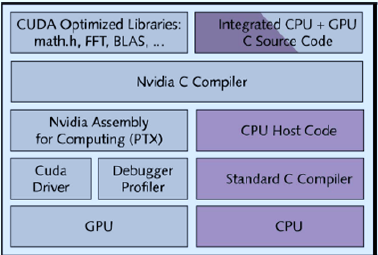 CUDA Optimized Libraries:
math.h, FFT, BLAS, ...
Integrated CPU + GPU
C Source Code
Nvidia C Compiler
Nvidia Assembly
for Computing (PTX)
CPU Host Code
Cuda
Driver
Debugger
Profiler
Standard C Compiler
GPU
CPU